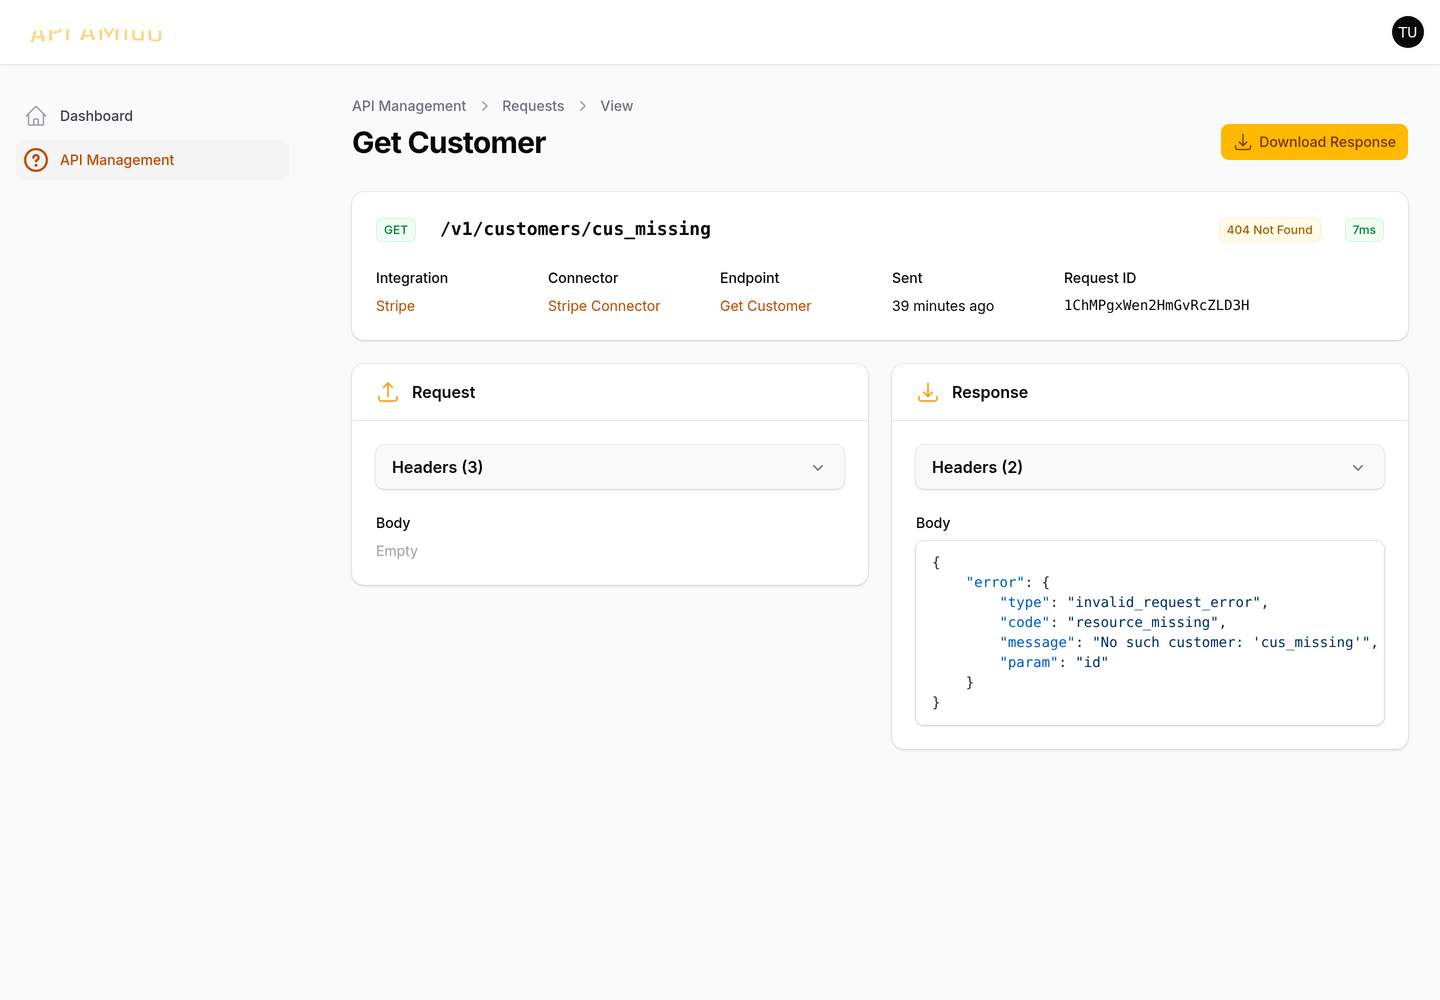 API AMIGO
TU
Dashboard
API Management
API Management > Requests > View
Get Customer
Download Response
GET /v1/customers/cus_missing 404 Not Found 7ms
Integration Connector Endpoint Sent Request ID
Stripe Stripe Connector Get Customer 39 minutes ago 1ChMPgxWen2HmGvRcZLD3H
Request
Headers (3)
Body
Empty
Response
Headers (2)
Body
{
    "error": {
        "type": "invalid_request_error",
        "code": "resource_missing",
        "message": "No such customer: 'cus_missing'",
        "param": "id"
    }
}